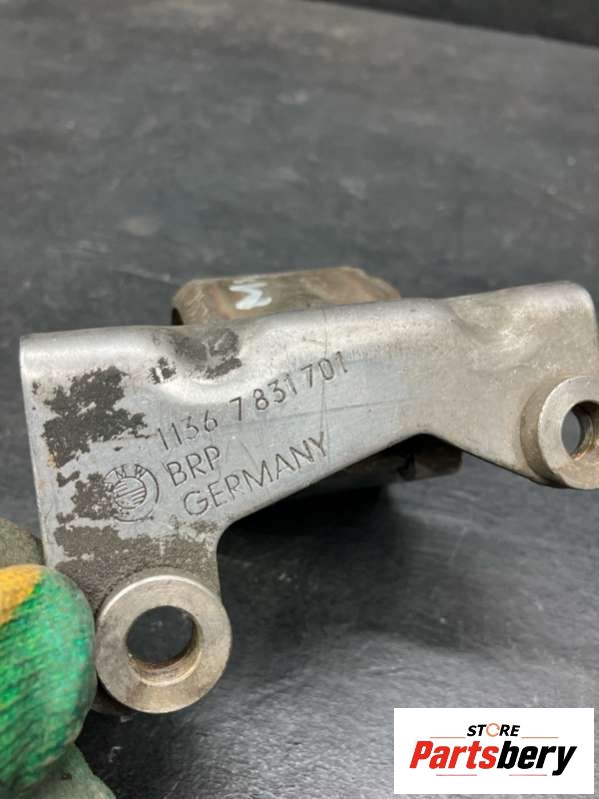 1136 7831701
BRP
GERMANY
STORE
Partsbery